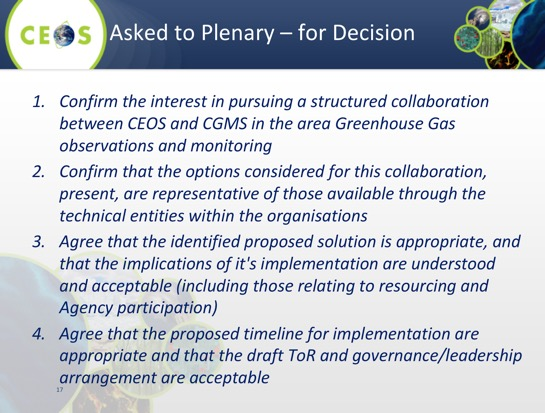 CEOS Asked to Plenary – for Decision
1. Confirm the interest in pursuing a structured collaboration
between CEOS and CGMS in the area Greenhouse Gas
observations and monitoring
2. Confirm that the options considered for this collaboration,
present, are representative of those available through the
technical entities within the organisations
3. Agree that the identified proposed solution is appropriate, and
that the implications of it's implementation are understood
and acceptable (including those relating to resourcing and
Agency participation)
4. Agree that the proposed timeline for implementation are
appropriate and that the draft ToR and governance/leadership
arrangement are acceptable
17